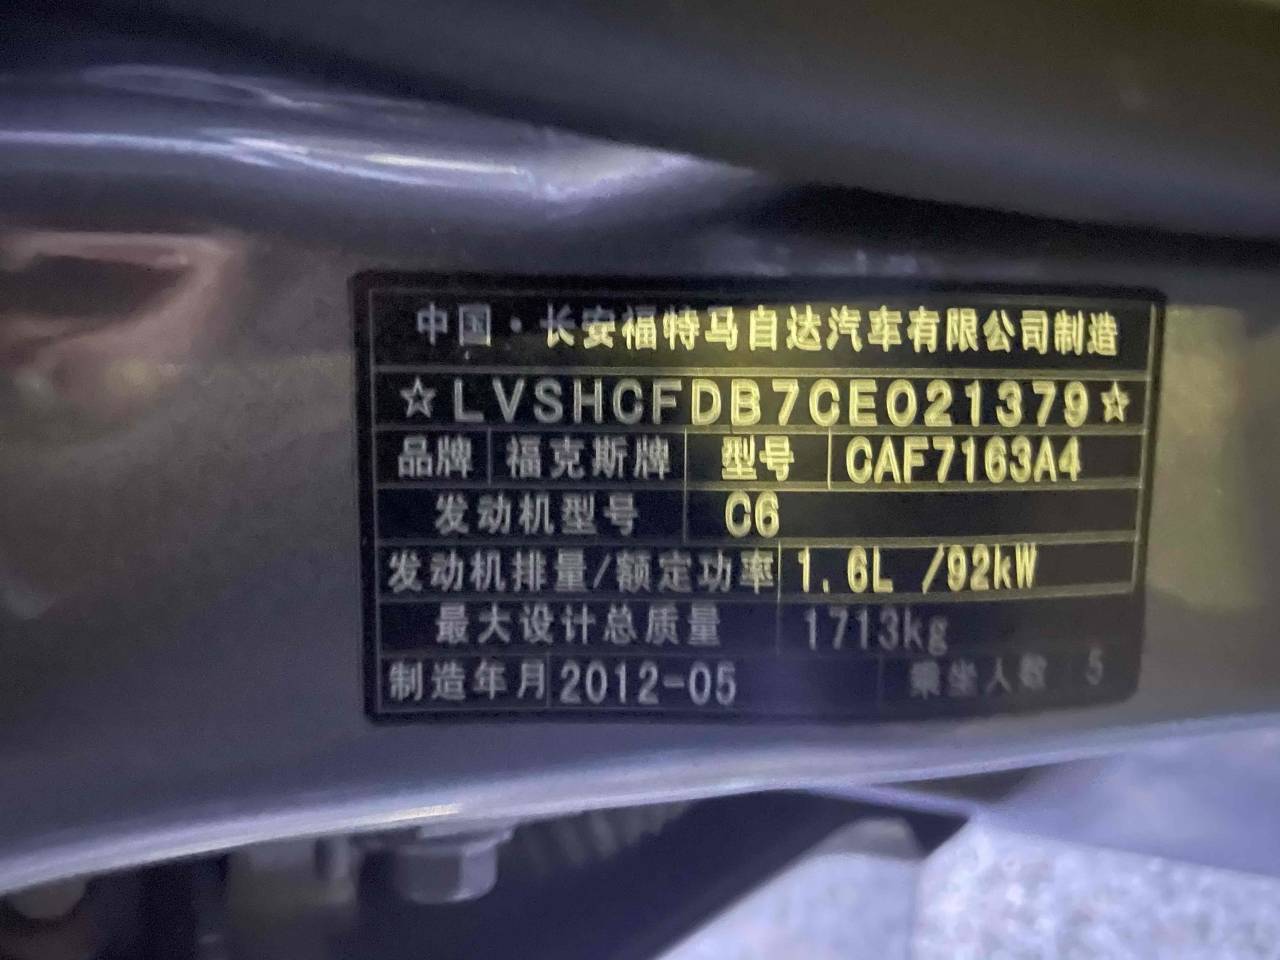 中国·长安福特马自达汽车有限公司制造
☆LVSHCFDB7CE021379☆
品牌 福克斯牌 型号 CAF7163A4
发动机型号 C6
发动机排量/额定功率 1.6L /92kW
最大设计总质量 1713kg
制造年月 2012-05 乘坐人数 5